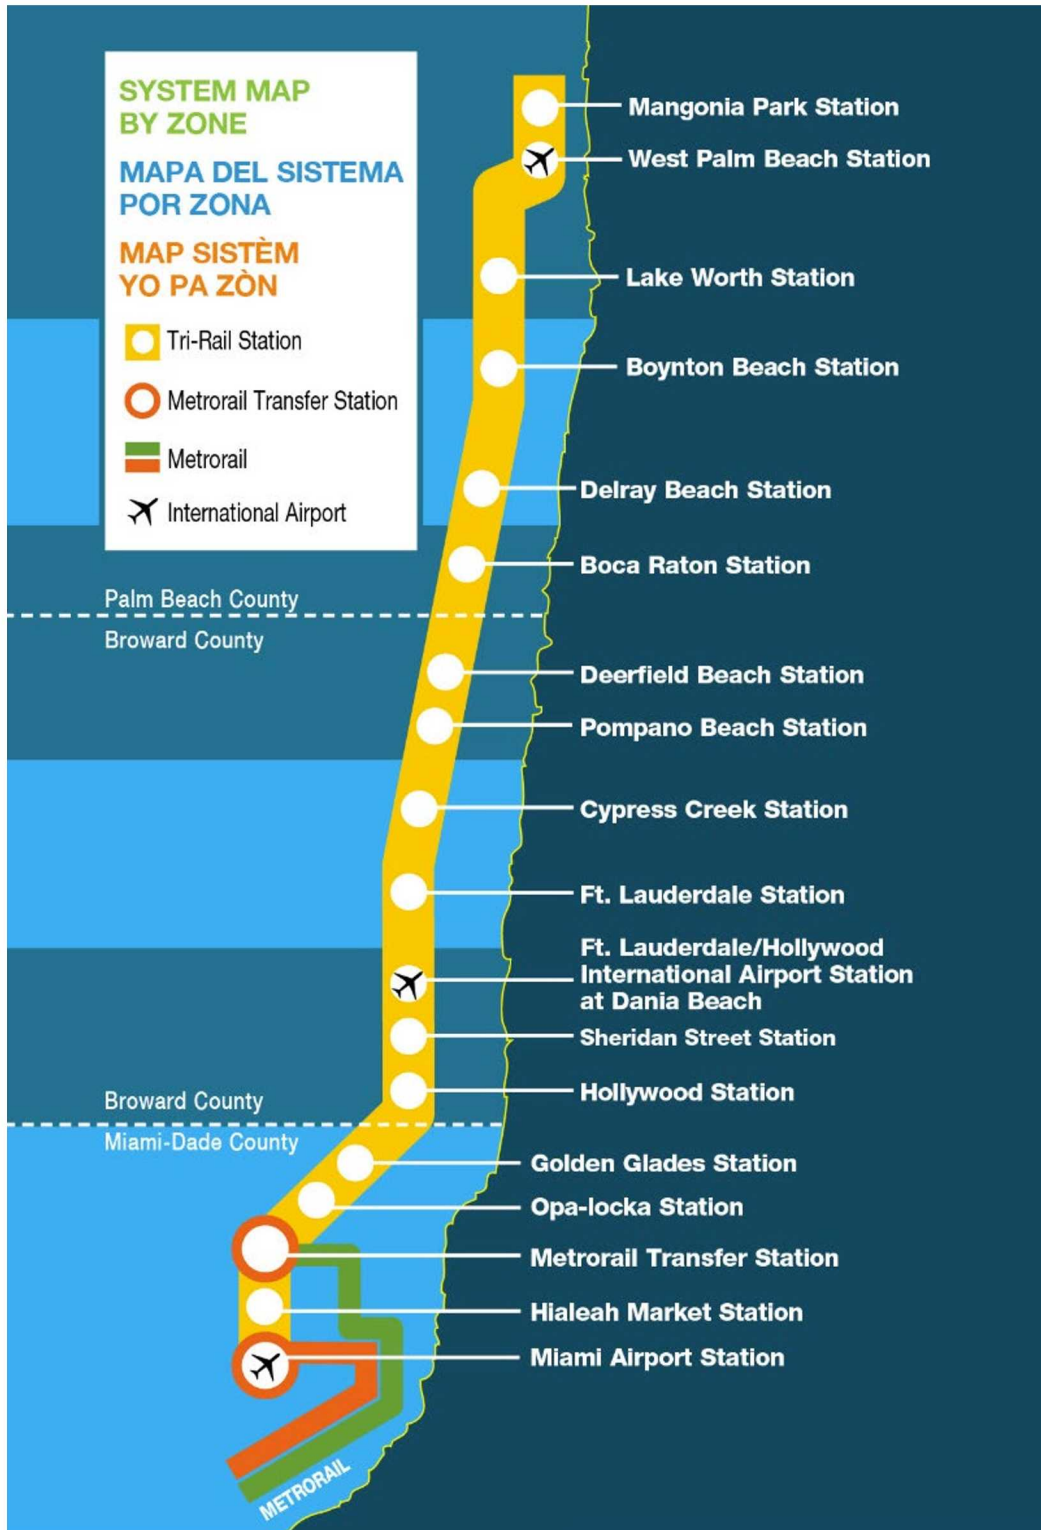 SYSTEM MAP
BY ZONE
MAPA DEL SISTEMA
POR ZONA
MAP SISTÈM
YO PA ZÒN
Tri-Rail Station
Metrorail Transfer Station
Metrorail
International Airport
Mangonia Park Station
West Palm Beach Station
Lake Worth Station
Boynton Beach Station
Delray Beach Station
Boca Raton Station
Palm Beach County
Broward County
Deerfield Beach Station
Pompano Beach Station
Cypress Creek Station
Ft. Lauderdale Station
Ft. Lauderdale/Hollywood
International Airport Station
at Dania Beach
Sheridan Street Station
Hollywood Station
Broward County
Miami-Dade County
Golden Glades Station
Opa-locka Station
Metrorail Transfer Station
Hialeah Market Station
Miami Airport Station
METRORAIL